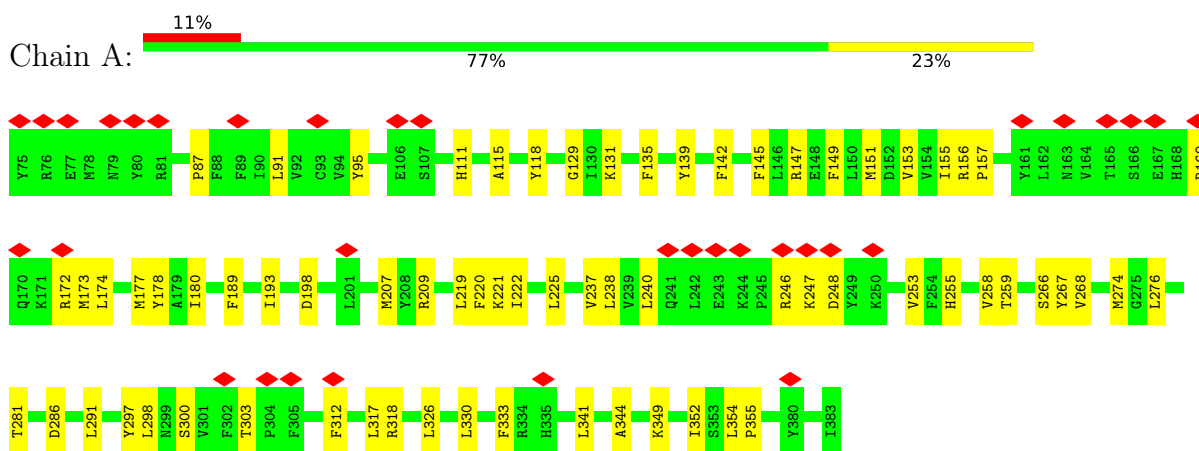 11%
Chain A:
77% 23%
Y75 R76 E77 M78 N79 Y80 R81 P87 F88 F89 I90 L91 V92 C93 V94 Y95 E106 S107 H111 A115 Y118 G129 I130 K131 F135 Y139 F142 F145 L146 R147 E148 F149 L150 M151 D152 V153 V154 I155 R156 P157 Y161 L162 N163 V164 T165 S166 E167 H168
Q170 K171 R172 M173 L174 M177 Y178 A179 I180 F189 I193 D198 L201 M207 Y208 R209 L219 F220 K221 I222 L225 V237 L238 V239 L240 Q241 L242 E243 K244 P245 R246 K247 D248 Y249 K250 V253 F254 H255 V258 T259 S266 Y267 V268 M274 G275 L276
T281 D286 L291 Y297 L298 N299 S300 V301 F302 T303 P304 F305 F312 L317 R318 L326 L330 F333 R334 H335 L341 A344 K349 I352 S353 L354 P355 Y380 I383